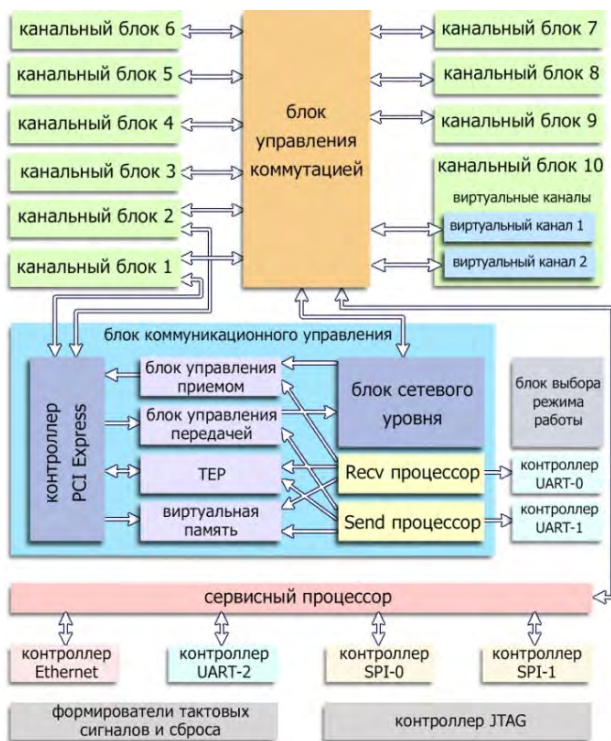 канальный блок 6
канальный блок 5
канальный блок 4
канальный блок 3
канальный блок 2
канальный блок 1
блок
управления
коммутацией
канальный блок 7
канальный блок 8
канальный блок 9
канальный блок 10
виртуальные каналы
виртуальный канал 1
виртуальный канал 2
блок коммуникационного управления
контроллер
PCI Express
блок управления
приемом
блок управления
передачей
TEP
виртуальная
память
блок сетевого
уровня
Recv процессор
Send процессор
блок выбора
режима
работы
контроллер
UART-0
контроллер
UART-1
сервисный процессор
контроллер
Ethernet
контроллер
UART-2
контроллер
SPI-0
контроллер
SPI-1
формирователи тактовых
сигналов и сброса
контроллер JTAG